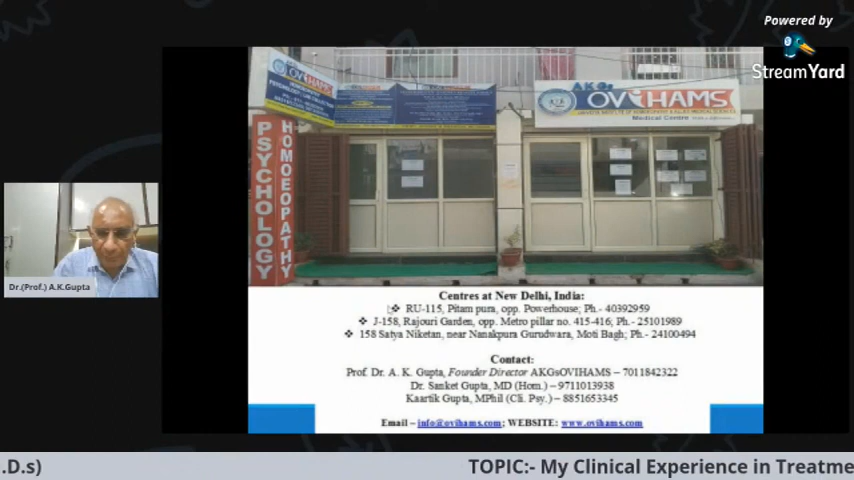 Powered by
StreamYard
OVIHAMS
AKGs
OVIHAMS
Medical Centre
PSYCHOLOGY
HOMOEOPATHY
Dr.(Prof.) A.K.Gupta
Centres at New Delhi, India:
❖ RU-115, Pitam pura, opp. Powerhouse; Ph.- 40392959
❖ J-158, Rajouri Garden, opp. Metro pillar no. 415-416; Ph.- 25101989
❖ 158 Satya Niketan, near Nanakpura Gurudwara, Moti Bagh; Ph.- 24100494
Contact:
Prof. Dr. A. K. Gupta, Founder Director AKGsOVIHAMS – 7011842322
Dr. Sanket Gupta, MD (Hom.) – 9711013938
Kaartik Gupta, MPhil (Cli. Psy.) – 8851653345
Email – info@ovihams.com; WEBSITE: www.ovihams.com
.D.s)
TOPIC:- My Clinical Experience in Treatme